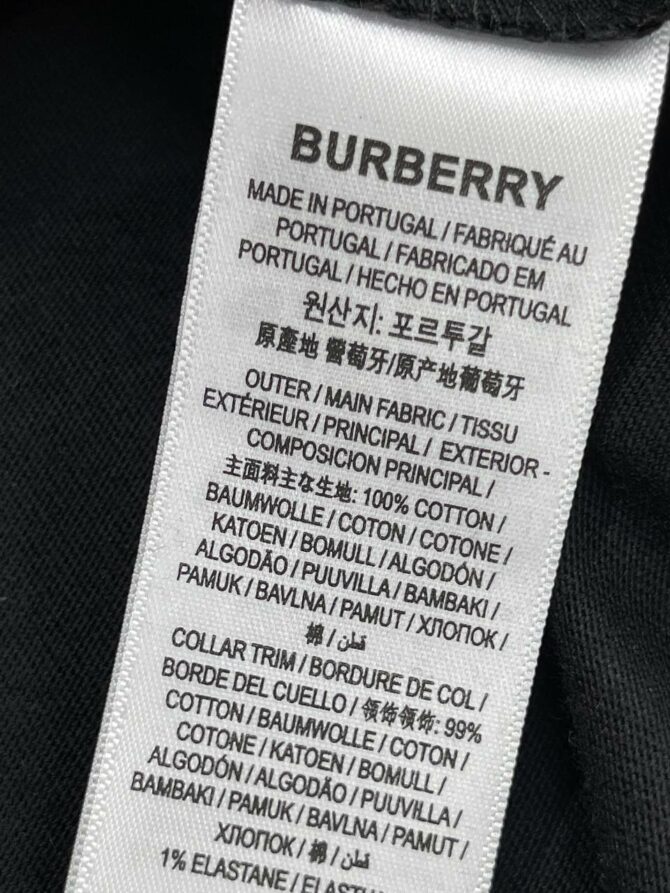 BURBERRY
MADE IN PORTUGAL / FABRIQUÉ AU
PORTUGAL / FABRICADO EM
PORTUGAL / HECHO EN PORTUGAL
원산지: 포르투갈
原產地 葡萄牙/原产地葡萄牙
OUTER / MAIN FABRIC / TISSU
EXTÉRIEUR / PRINCIPAL / EXTERIOR -
COMPOSICION PRINCIPAL /
主面料主な生地: 100% COTTON /
BAUMWOLLE / COTON / COTONE /
KATOEN / BOMULL / ALGODÓN /
ALGODÃO / PUUVILLA / BAMBAKI /
PAMUK / BAVLNA / PAMUT / ХЛОПОК /
棉 / قطن
COLLAR TRIM / BORDURE DE COL /
BORDE DEL CUELLO / 领饰领饰: 99%
COTTON / BAUMWOLLE / COTON /
COTONE / KATOEN / BOMULL /
ALGODÓN / ALGODÃO / PUUVILLA /
BAMBAKI / PAMUK / BAVLNA / PAMUT /
ХЛОПОК / 棉 / قطن
1% ELASTANE /